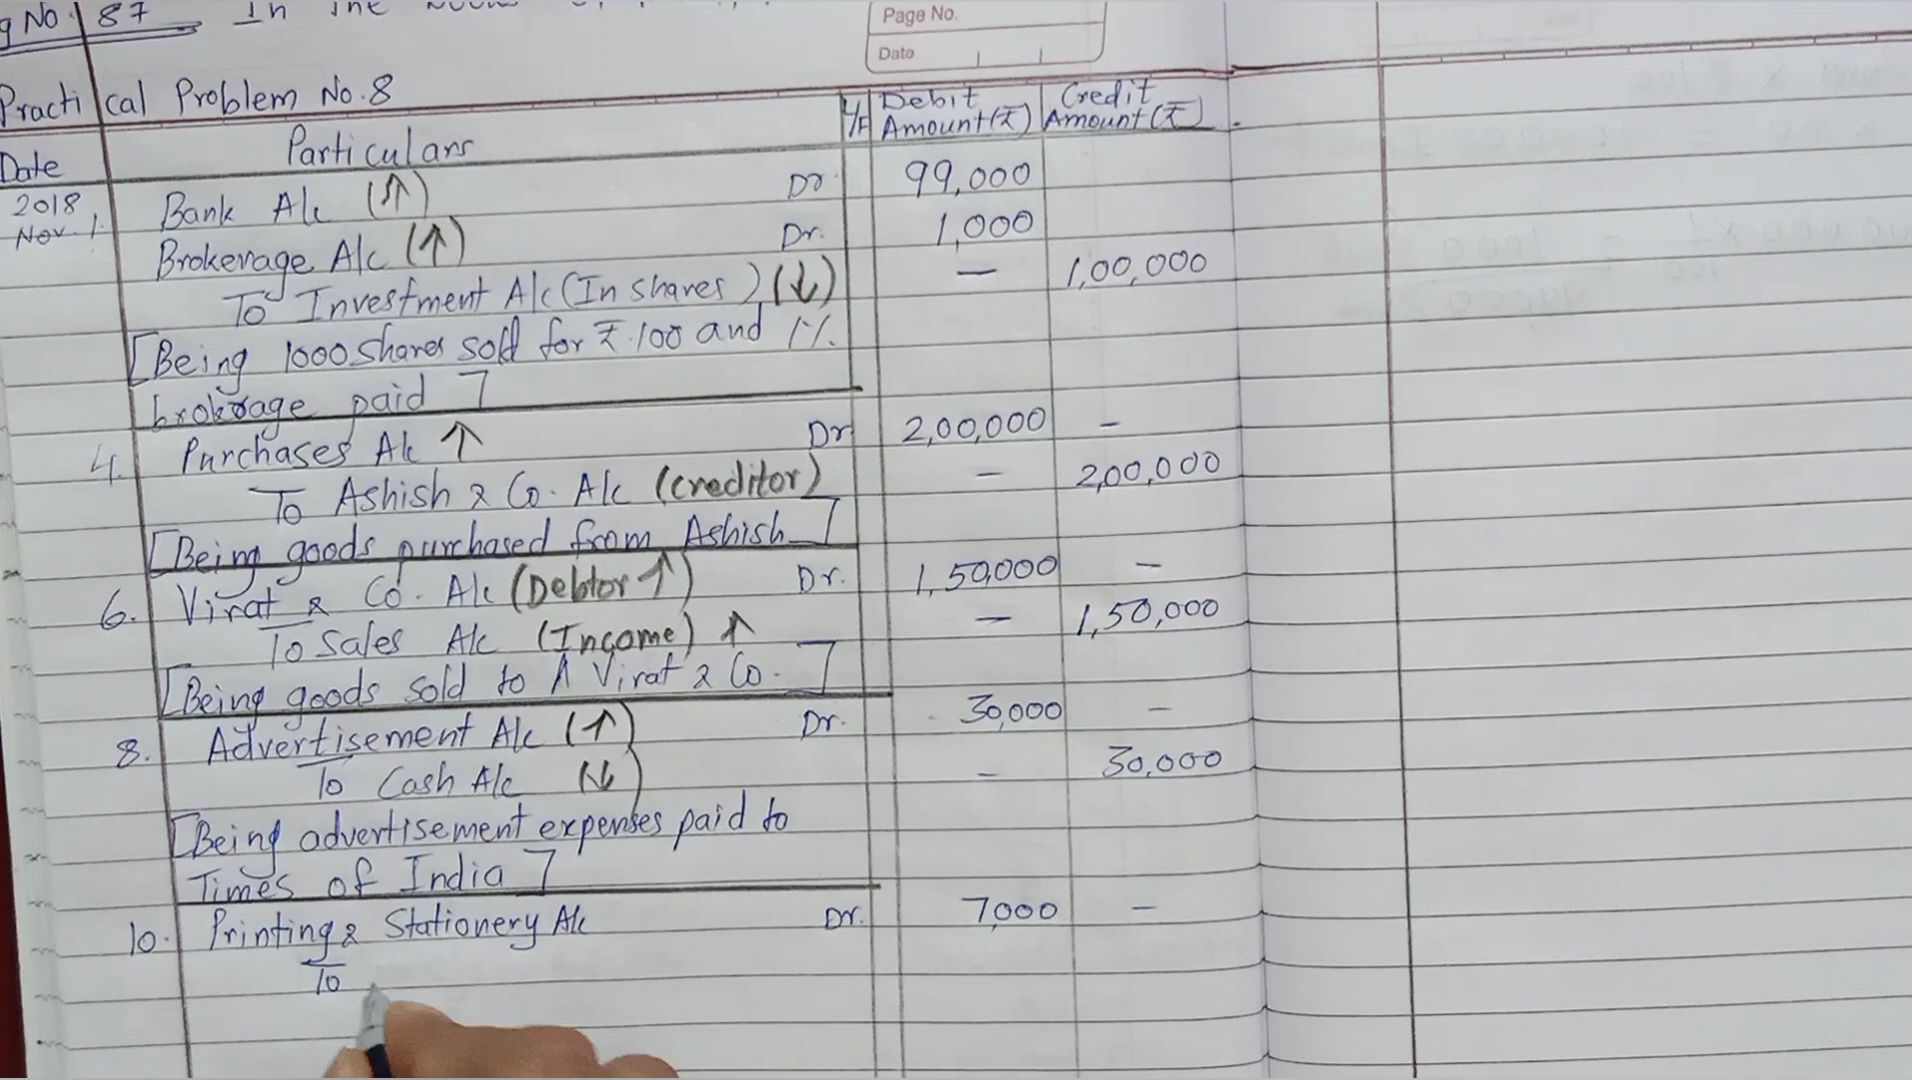 g No. 87 In the
Page No.
Date
Practical Problem No. 8
Date Particulars L/F Debit Amount (₹) Credit Amount (₹)
2018 Nov. 1. Bank A/c (↑) Dr 99,000
Brokerage A/c (↑) Dr. 1,000
To Investment A/c (In shares) (↓) — 1,00,000
[Being 1000 shares sold for ₹.100 and 1%.
brokerage paid]
4. Purchases A/c ↑ Dr 2,00,000 —
To Ashish & Co. A/c (creditor) — 2,00,000
[Being goods purchased from Ashish]
6. Virat & Co. A/c (Debtor ↑) Dr. 1,50,000 —
To Sales A/c (Income) ↑ — 1,50,000
[Being goods sold to A Virat & Co.]
8. Advertisement A/c (↑) Dr. 30,000 —
To Cash A/c (↓) — 30,000
[Being advertisement expenses paid to
Times of India]
10. Printing & Stationery A/c Dr. 7,000 —
To